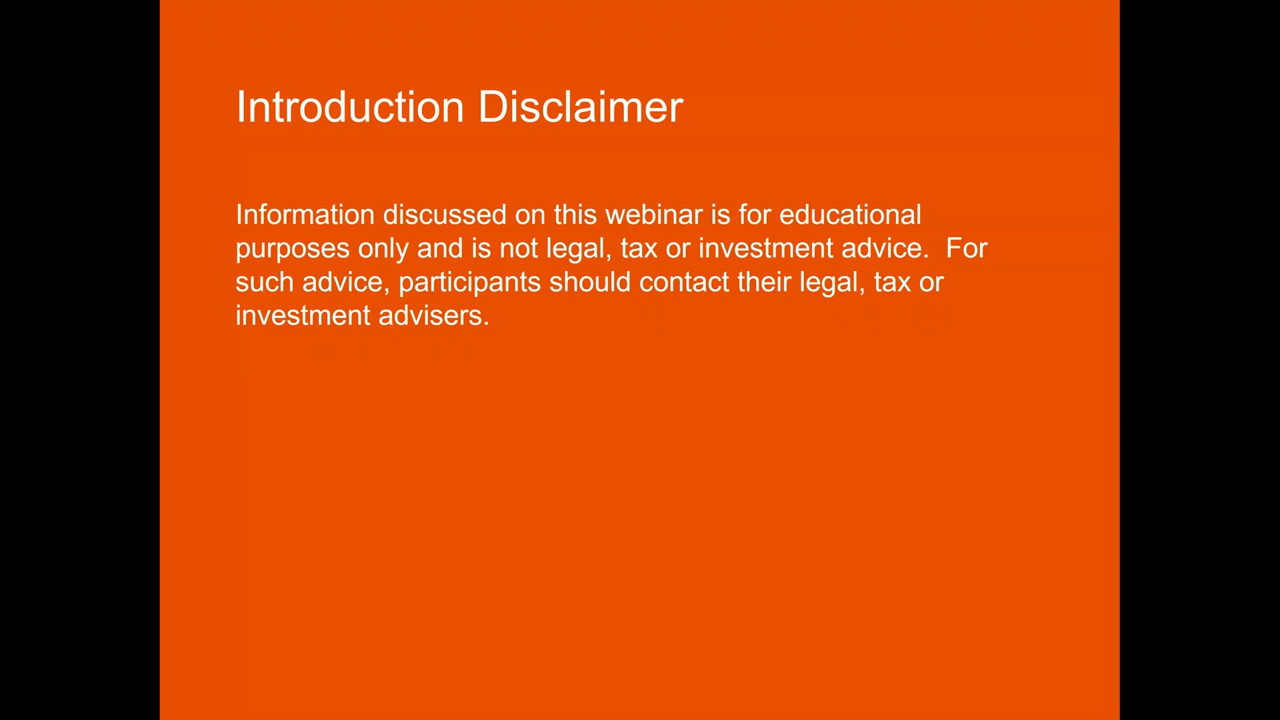 Introduction Disclaimer
Information discussed on this webinar is for educational
purposes only and is not legal, tax or investment advice.  For
such advice, participants should contact their legal, tax or
investment advisers.